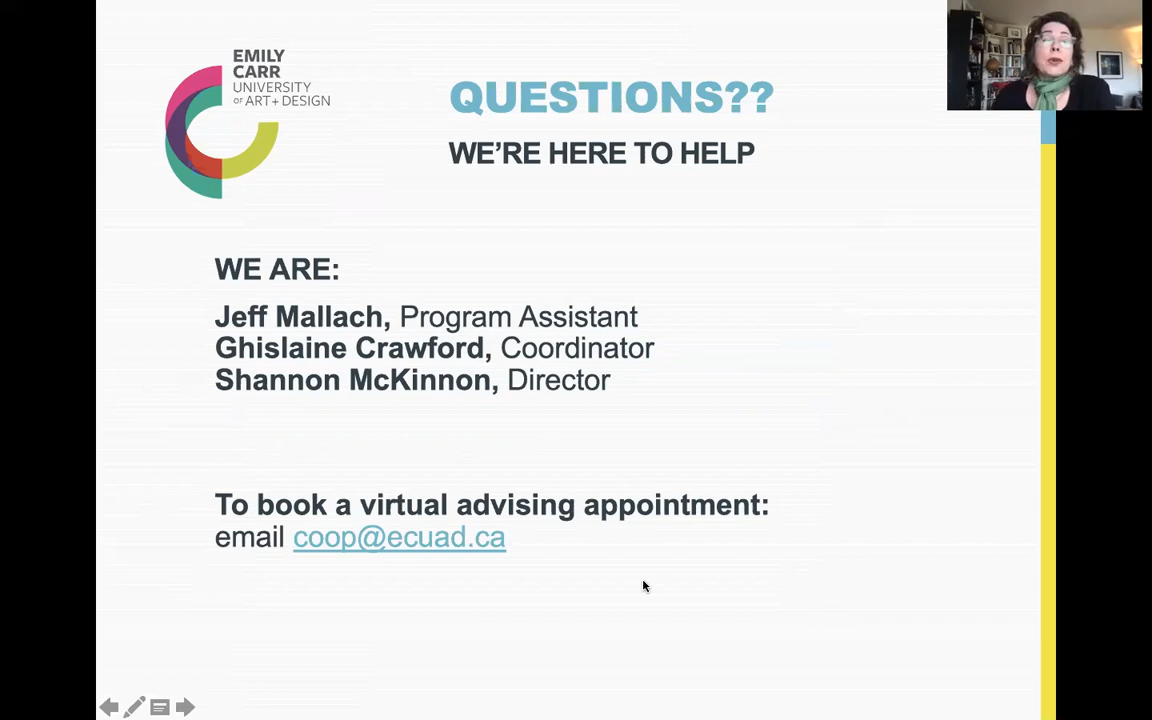 EMILY
CARR
UNIVERSITY
OF ART + DESIGN
QUESTIONS??
WE’RE HERE TO HELP
WE ARE:
Jeff Mallach, Program Assistant
Ghislaine Crawford, Coordinator
Shannon McKinnon, Director
To book a virtual advising appointment:
email coop@ecuad.ca